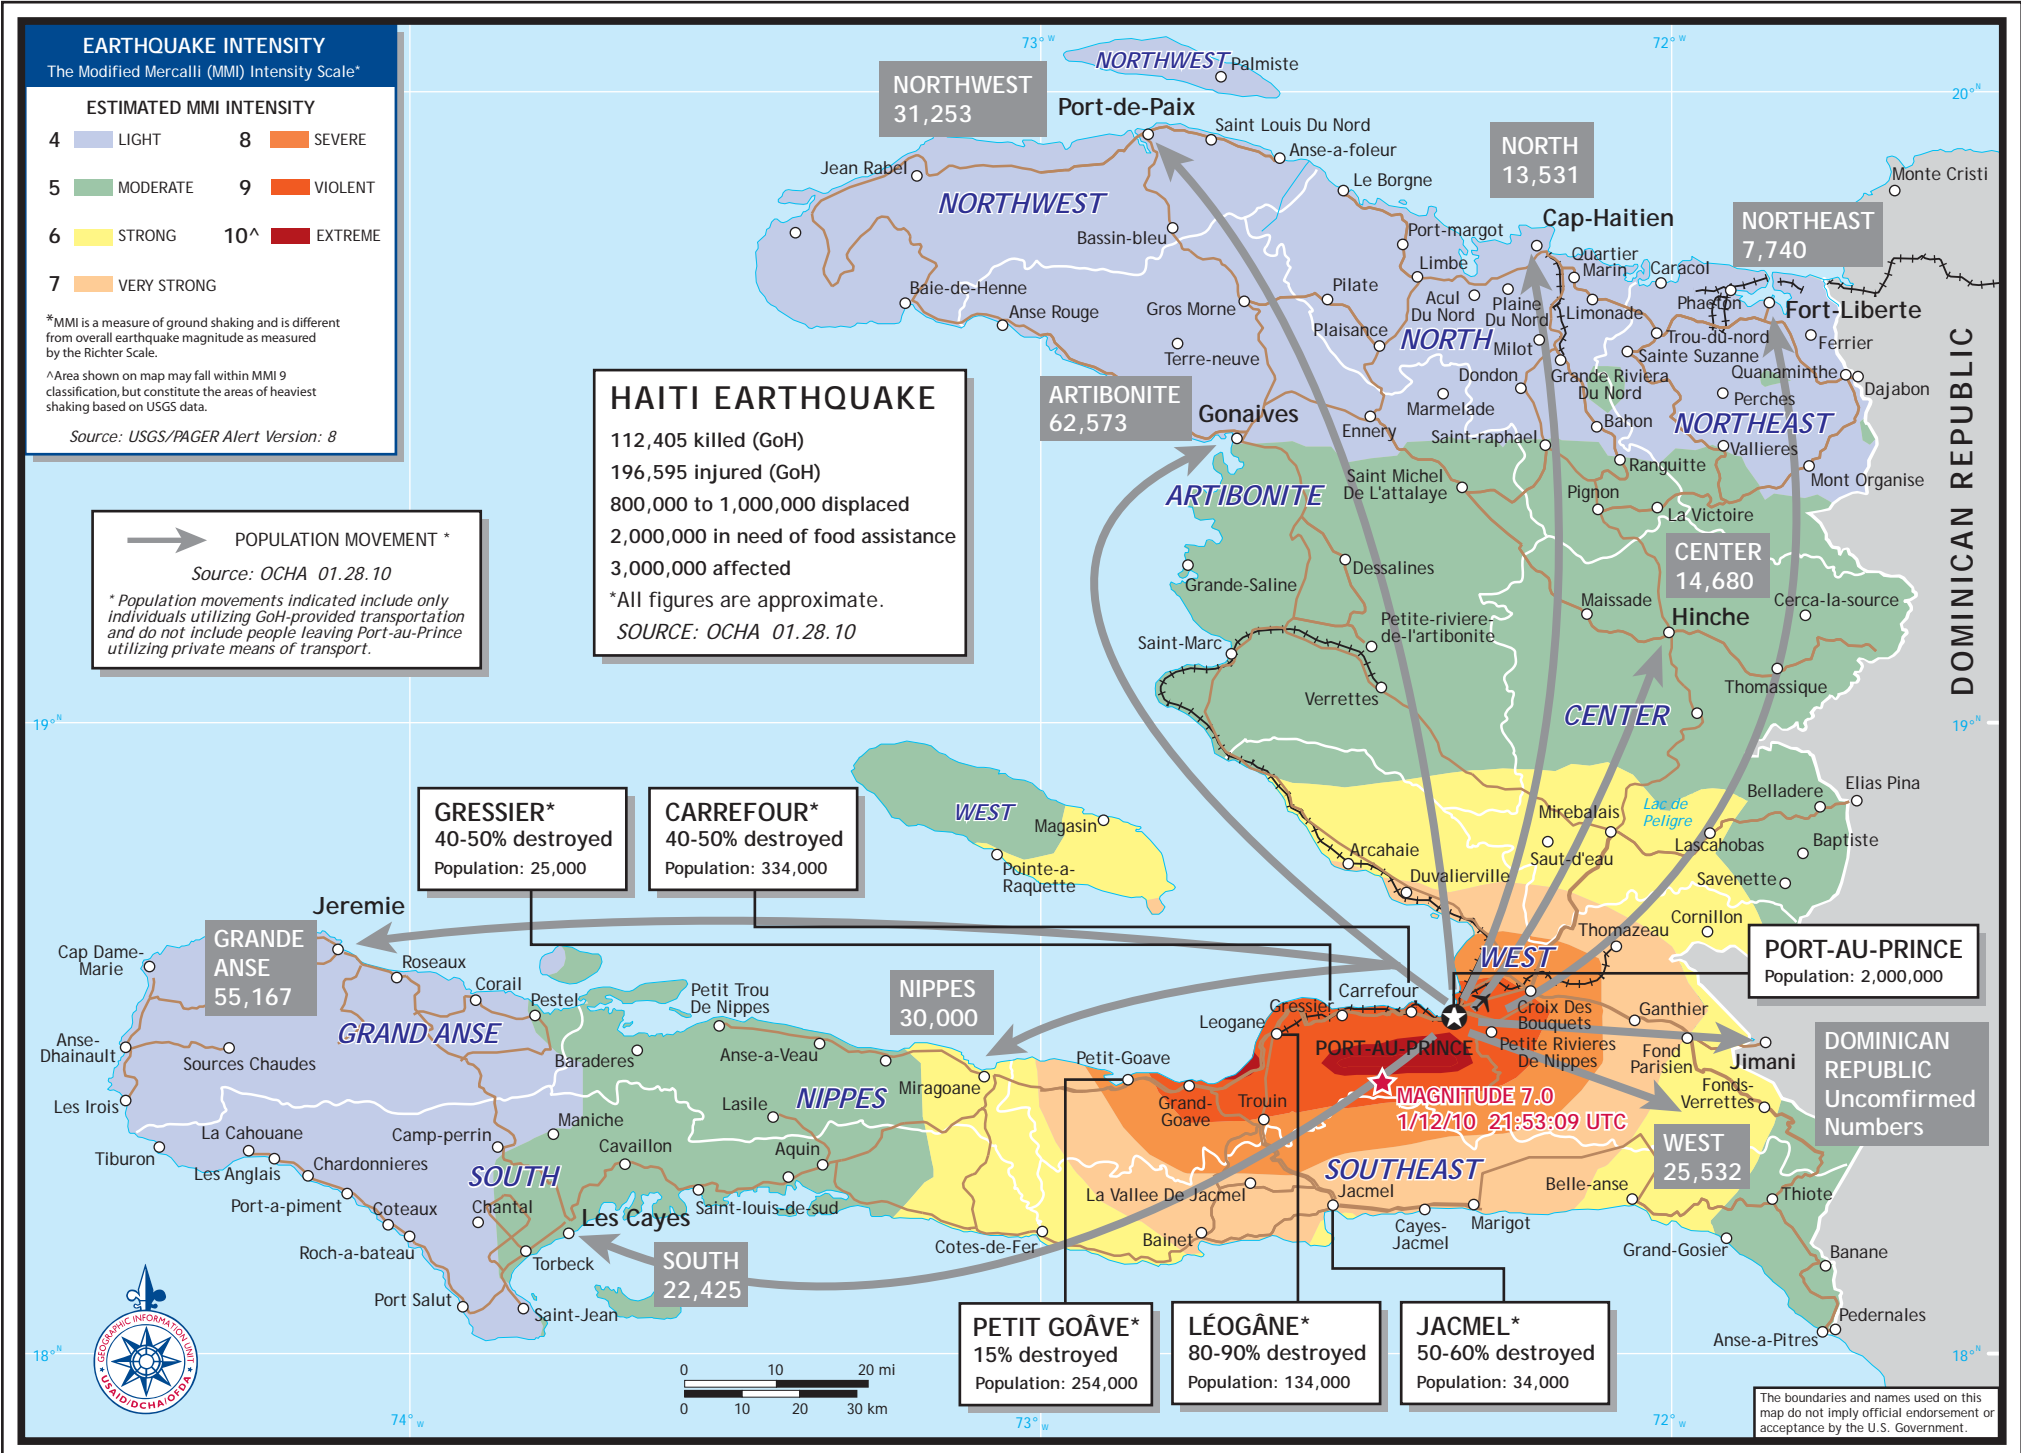 EARTHQUAKE INTENSITY
The Modified Mercalli (MMI) Intensity Scale*
ESTIMATED MMI INTENSITY
4 LIGHT
8 SEVERE
5 MODERATE
9 VIOLENT
6 STRONG
10^ EXTREME
7 VERY STRONG
*MMI is a measure of ground shaking and is different
from overall earthquake magnitude as measured
by the Richter Scale.
^Area shown on map may fall within MMI 9
classification, but constitute the areas of heaviest
shaking based on USGS data.
Source: USGS/PAGER Alert Version: 8
POPULATION MOVEMENT *
Source: OCHA 01.28.10
* Population movements indicated include only
individuals utilizing GoH-provided transportation
and do not include people leaving Port-au-Prince
utilizing private means of transport.
HAITI EARTHQUAKE
112,405 killed (GoH)
196,595 injured (GoH)
800,000 to 1,000,000 displaced
2,000,000 in need of food assistance
3,000,000 affected
*All figures are approximate.
SOURCE: OCHA 01.28.10
73° W
72° W
20° N
NORTHWEST
Palmiste
NORTHWEST
31,253
Port-de-Paix
Saint Louis Du Nord
Anse-a-foleur
Jean Rabel
Le Borgne
NORTHWEST
NORTH
13,531
Monte Cristi
Cap-Haitien
NORTHEAST
7,740
Bassin-bleu
Port-margot
Quartier
Marin
Limbe
Caracol
Baie-de-Henne
Anse Rouge
Gros Morne
Pilate
Acul
Du Nord
Plaine
Du Nord
Limonade
Phaeton
Fort-Liberte
Plaisance
NORTH
Milot
Trou-du-nord
Ferrier
Terre-neuve
Sainte Suzanne
Quanaminthe
Dondon
Grande Riviera
Du Nord
Dajabon
ARTIBONITE
62,573
Gonaives
Marmelade
Perches
Ennery
Bahon
NORTHEAST
Saint-raphael
Vallieres
Ranguitte
Mont Organise
ARTIBONITE
Saint Michel
De L'attalaye
Pignon
La Victoire
DOMINICAN REPUBLIC
CENTER
14,680
Dessalines
Grande-Saline
Maissade
Hinche
Cerca-la-source
Petite-riviere-
de-l'artibonite
Saint-Marc
Verrettes
Thomassique
CENTER
19° N
19° N
GRESSIER*
40-50% destroyed
Population: 25,000
CARREFOUR*
40-50% destroyed
Population: 334,000
WEST
Magasin
Pointe-a-
Raquette
Arcahaie
Duvalierville
Mirebalais
Lac de
Peligre
Belladere
Elias Pina
Saut-d'eau
Lascahobas
Baptiste
Savenette
Cornillon
Thomazeau
WEST
PORT-AU-PRINCE
Population: 2,000,000
Jeremie
GRANDE
ANSE
55,167
Cap Dame-
Marie
Roseaux
Corail
Pestel
Petit Trou
De Nippes
NIPPES
30,000
GRAND ANSE
Anse-
Dhainault
Sources Chaudes
Baraderes
Anse-a-Veau
Miragoane
Petit-Goave
Leogane
Gressier
Carrefour
Croix Des
Bouquets
Ganthier
PORT-AU-PRINCE
Petite Rivieres
De Nippes
Fond
Parisien
Jimani
DOMINICAN
REPUBLIC
Uncomfirmed
Numbers
Les Irois
NIPPES
Lasile
Grand-
Goave
Trouin
MAGNITUDE 7.0
1/12/10 21:53:09 UTC
Fonds-
Verrettes
WEST
25,532
La Cahouane
Camp-perrin
Maniche
Cavaillon
Aquin
Tiburon
Les Anglais
Chardonnieres
SOUTH
SOUTHEAST
Port-a-piment
Coteaux
Chantal
Les Cayes
Saint-louis-de-sud
La Vallee De Jacmel
Jacmel
Belle-anse
Thiote
Roch-a-bateau
Torbeck
Cotes-de-Fer
Bainet
Cayes-
Jacmel
Marigot
Grand-Gosier
Banane
SOUTH
22,425
Port Salut
Saint-Jean
Pedernales
Anse-a-Pitres
PETIT GOÂVE*
15% destroyed
Population: 254,000
LÉOGÂNE*
80-90% destroyed
Population: 134,000
JACMEL*
50-60% destroyed
Population: 34,000
18° N
18° N
GEOGRAPHIC INFORMATION UNIT
USAID/DCHA/OFDA
0 10 20 mi
0 10 20 30 km
74° W
73° W
72° W
The boundaries and names used on this
map do not imply official endorsement or
acceptance by the U.S. Government.